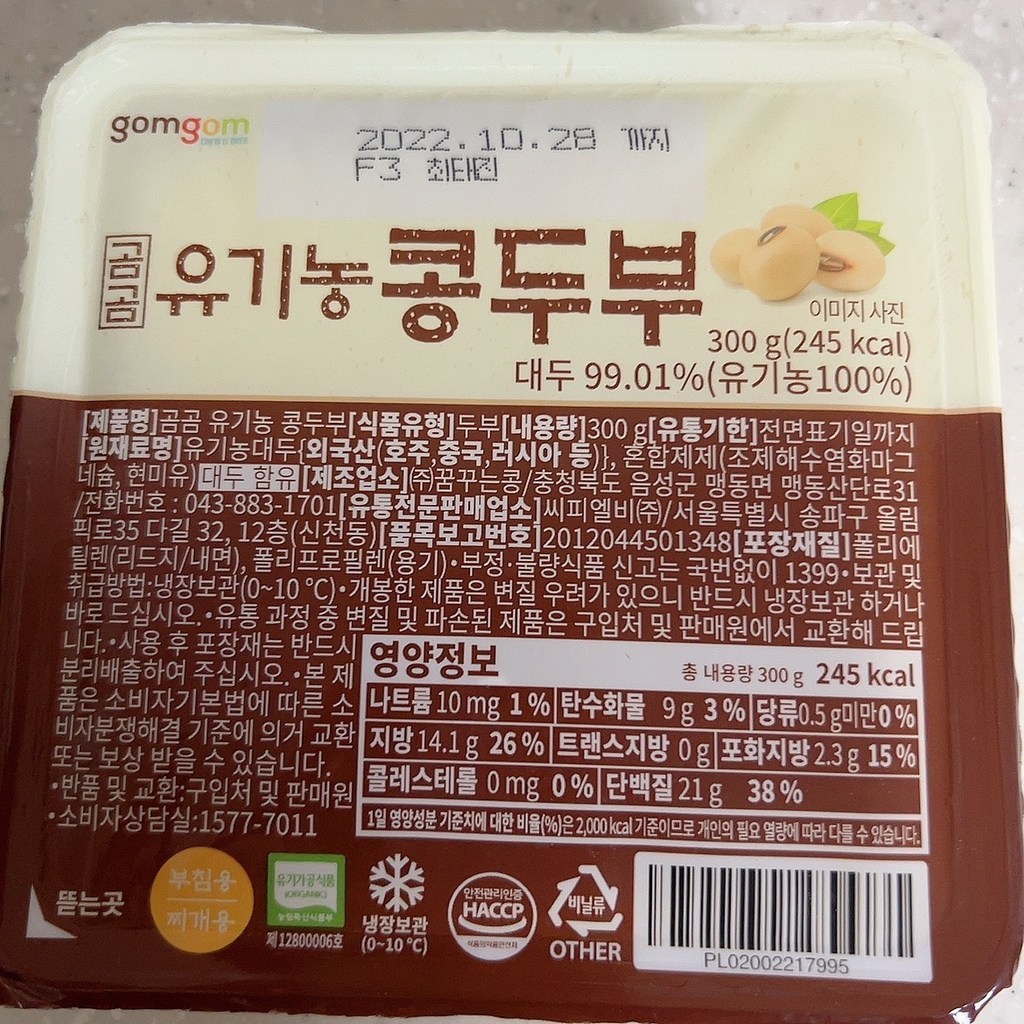 gomgom
2022.10.28 까지
F3 최태진
곰곰 유기농 콩두부
이미지 사진
300 g(245 kcal)
대두 99.01%(유기농100%)
[제품명]곰곰 유기농 콩두부[식품유형]두부[내용량]300 g[유통기한]전면표기일까지
[원재료명]유기농대두{외국산(호주,중국,러시아 등)}, 혼합제제(조제해수염화마그
네슘, 현미유) 대두 함유 [제조업소]㈜꿈꾸는콩/충청북도 음성군 맹동면 맹동산단로31
/전화번호 : 043-883-1701[유통전문판매업소]씨피엘비㈜/서울특별시 송파구 올림
픽로35 다길 32, 12층(신천동)[품목보고번호]2012044501348[포장재질]폴리에
틸렌(리드지/내면), 폴리프로필렌(용기)•부정·불량식품 신고는 국번없이 1399•보관 및
취급방법:냉장보관(0~10 ℃)•개봉한 제품은 변질 우려가 있으니 반드시 냉장보관 하거나
바로 드십시오.•유통 과정 중 변질 및 파손된 제품은 구입처 및 판매원에서 교환해 드립
니다.•사용 후 포장재는 반드시
분리배출하여 주십시오.•본 제
품은 소비자기본법에 따른 소
비자분쟁해결 기준에 의거 교환
또는 보상 받을 수 있습니다.
•반품 및 교환:구입처 및 판매원
•소비자상담실:1577-7011
영양정보 총 내용량 300 g 245 kcal
나트륨 10 mg 1 % 탄수화물 9 g 3 % 당류 0.5 g미만 0 %
지방 14.1 g 26 % 트랜스지방 0 g 포화지방 2.3 g 15 %
콜레스테롤 0 mg 0 % 단백질 21 g 38 %
1일 영양성분 기준치에 대한 비율(%)은 2,000 kcal 기준이므로 개인의 필요 열량에 따라 다를 수 있습니다.
뜯는곳
부침용
찌개용
유기가공식품
(ORGANIC)
농림축산식품부
제12800006호
냉장보관
(0~10 ℃)
안전관리인증
HACCP
식품의약품안전처
비닐류
OTHER
PL02002217995